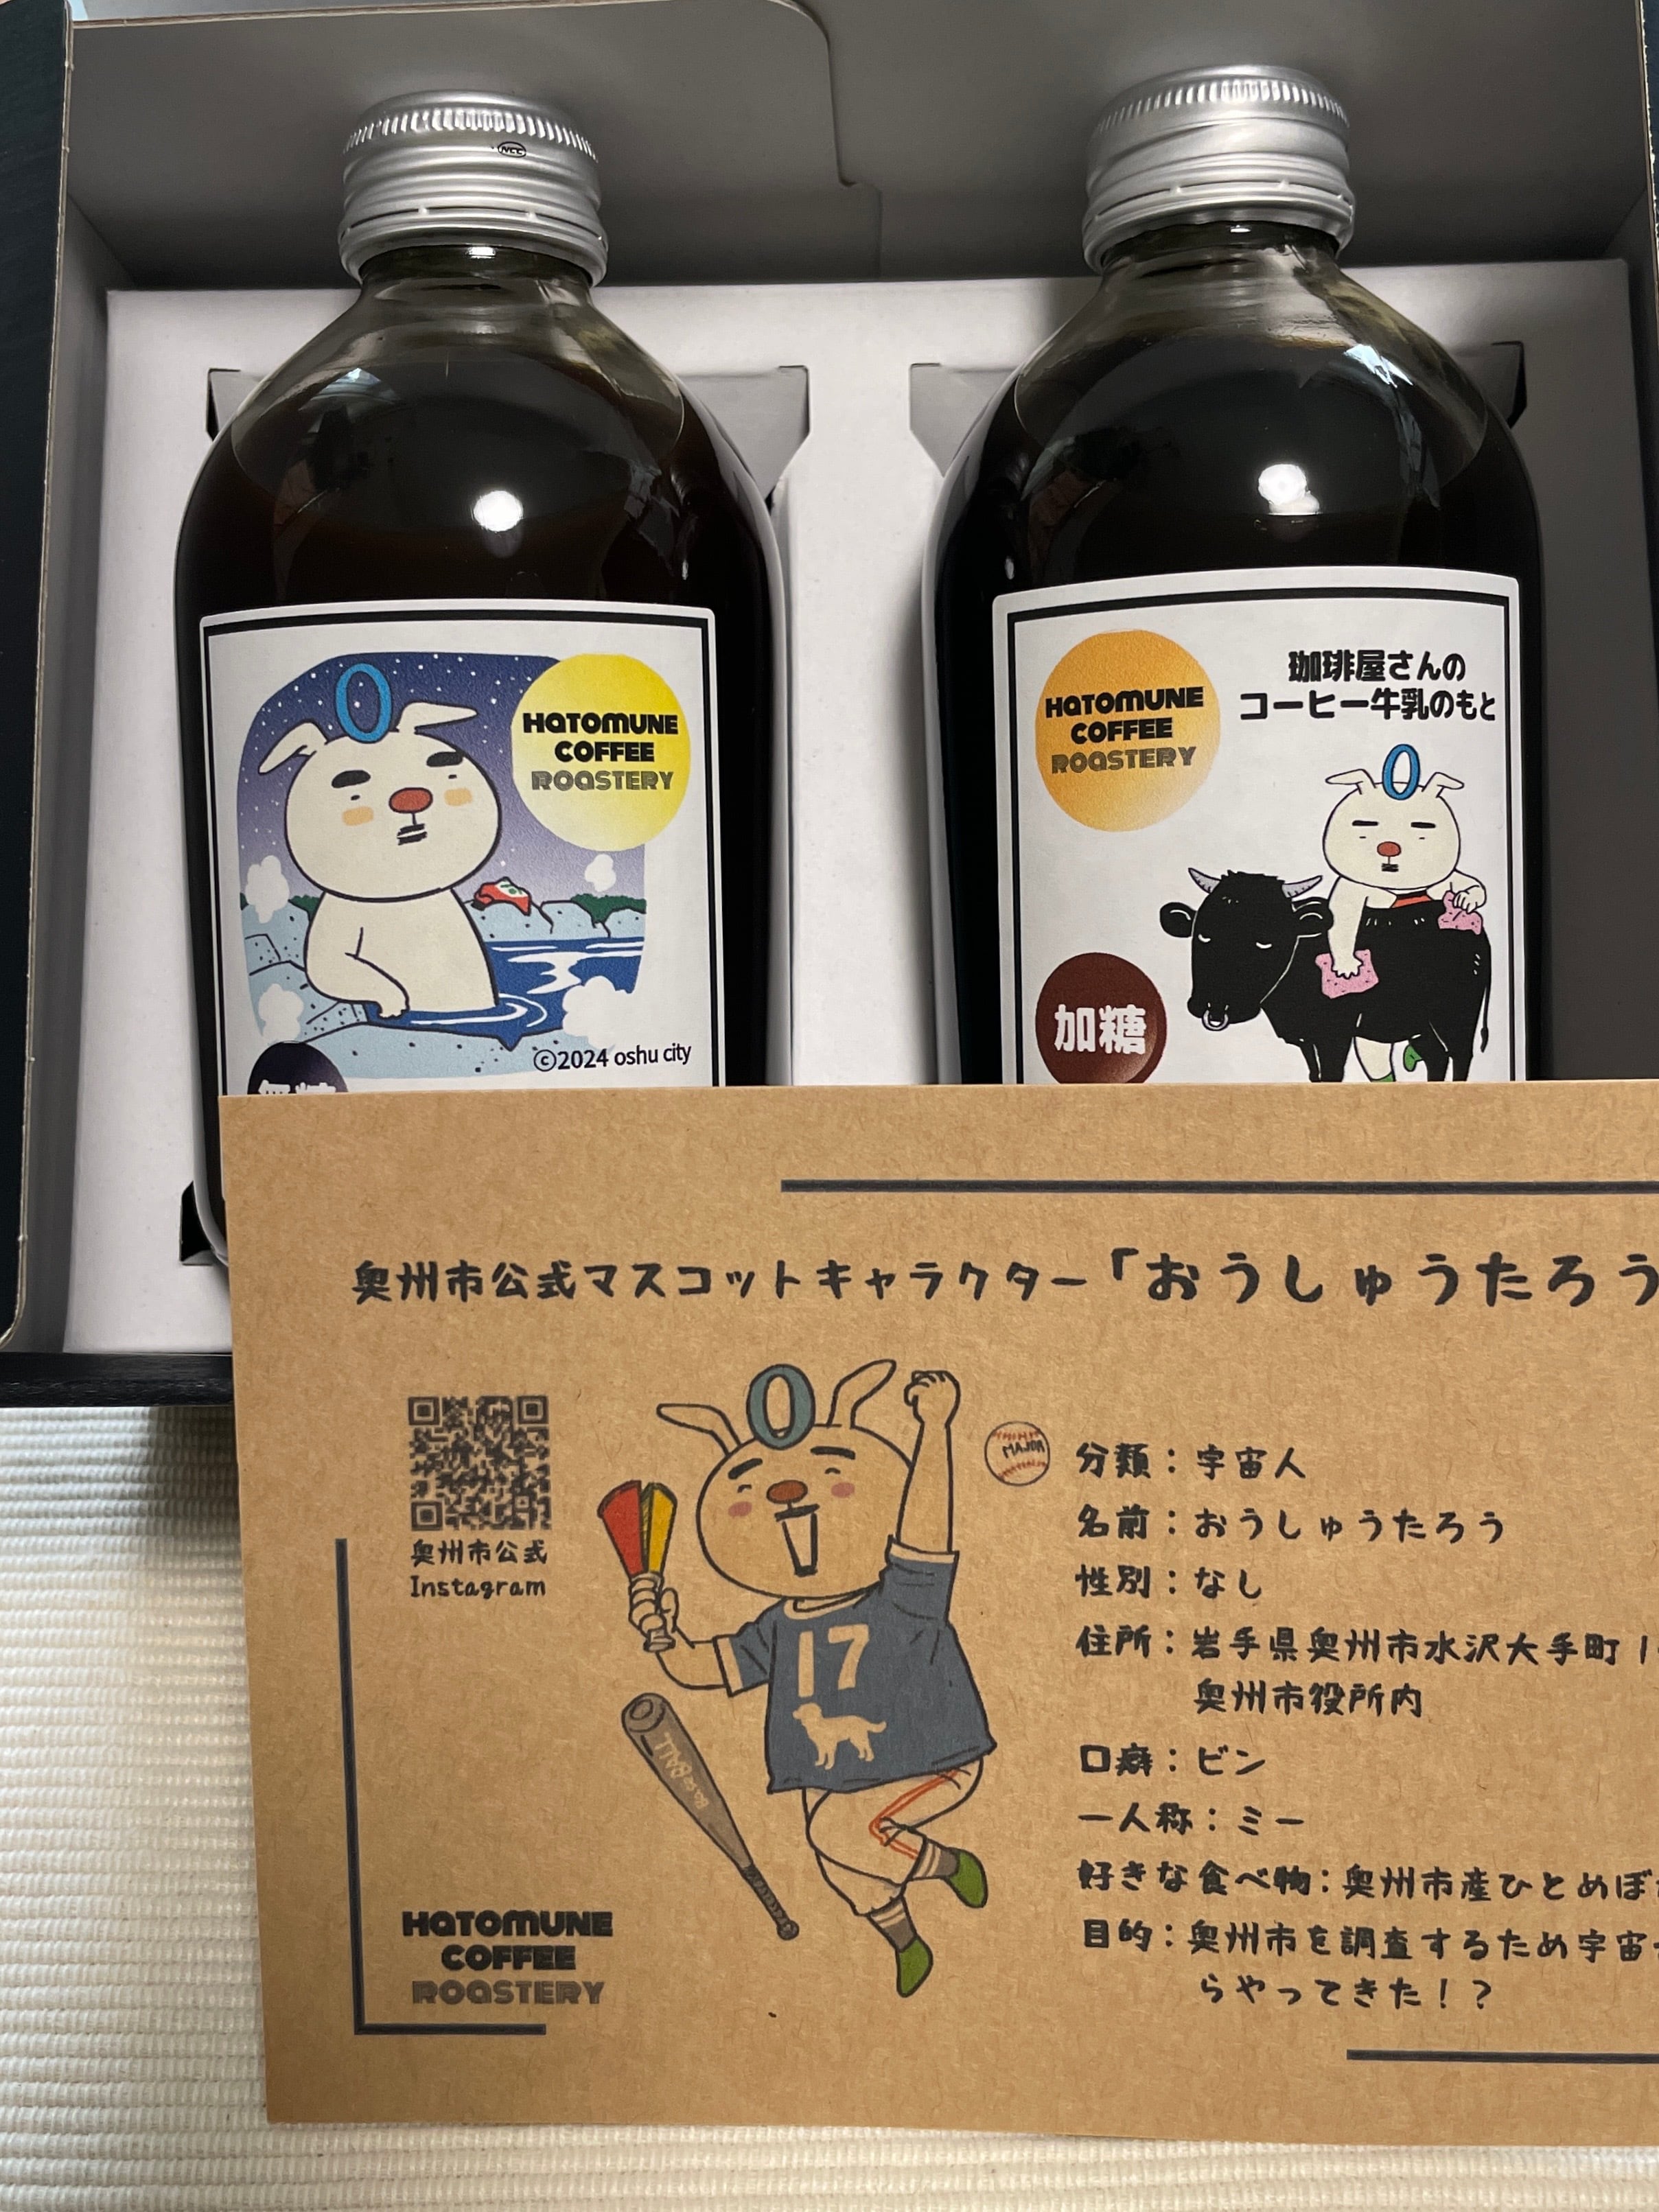 NCC
HATOMUNE
COFFEE
ROASTERY
©2024 oshu city
珈琲屋さんの
コーヒー牛乳のもと
HATOMUNE
COFFEE
ROASTERY
加糖
奥州市公式マスコットキャラクター「おうしゅうたろう
奥州市公式
Instagram
MAJOR
17
分類:宇宙人
名前:おうしゅうたろう
性別:なし
住所:岩手県奥州市水沢大手町1
奥州市役所内
口癖:ビン
一人称:ミー
好きな食べ物:奥州市産ひとめぼ
目的:奥州市を調査するため宇宙
らやってきた!?
HATOMUNE
COFFEE
ROASTERY